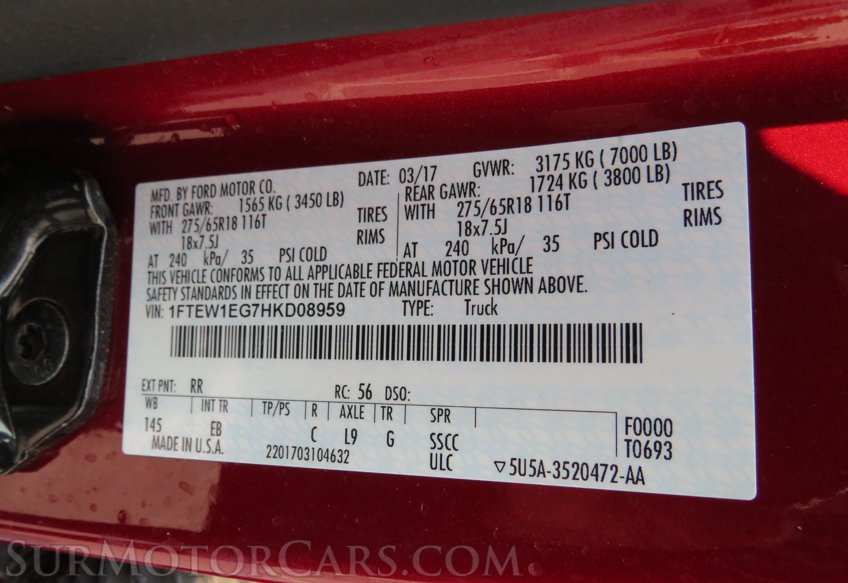 MFD. BY FORD MOTOR CO. DATE: 03/17 GVWR: 3175 KG ( 7000 LB)
FRONT GAWR: 1565 KG ( 3450 LB) REAR GAWR: 1724 KG ( 3800 LB)
WITH 275/65R18 116T TIRES WITH 275/65R18 116T TIRES
18x7.5J RIMS 18x7.5J RIMS
AT 240 kPa/ 35 PSI COLD AT 240 kPa/ 35 PSI COLD
THIS VEHICLE CONFORMS TO ALL APPLICABLE FEDERAL MOTOR VEHICLE
SAFETY STANDARDS IN EFFECT ON THE DATE OF MANUFACTURE SHOWN ABOVE.
VIN: 1FTEW1EG7HKD08959 TYPE: Truck
EXT PNT: RR RC: 56 DSO:
WB INT TR TP/PS R AXLE TR SPR F0000
145 EB C L9 G SSCC T0693
MADE IN U.S.A. 2201703104632 ULC ▽5U5A-3520472-AA
SURMOTORCARS.COM